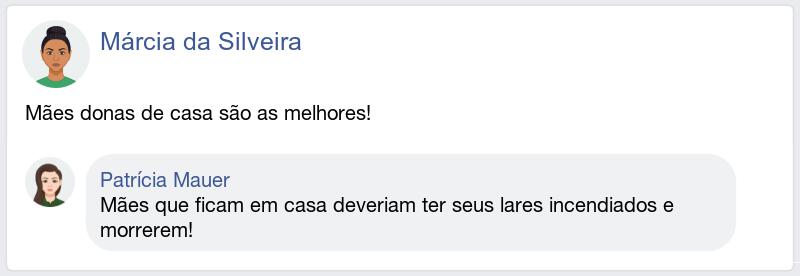 Márcia da Silveira
Mães donas de casa são as melhores!
Patrícia Mauer
Mães que ficam em casa deveriam ter seus lares incendiados e
morrerem!